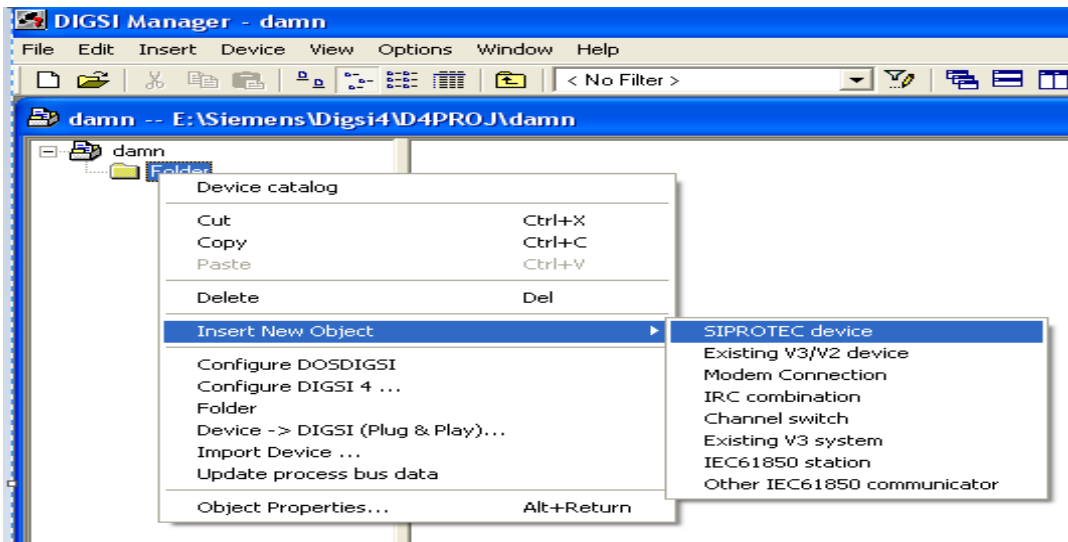 DIGSI Manager - damn
File Edit Insert Device View Options Window Help
< No Filter >
damn -- E:\Siemens\Digsi4\D4PROJ\damn
damn
Folder
Device catalog
Cut Ctrl+X
Copy Ctrl+C
Paste Ctrl+V
Delete Del
Insert New Object
Configure DOSDIGSI
Configure DIGSI 4 ...
Folder
Device -> DIGSI (Plug & Play)...
Import Device ...
Update process bus data
Object Properties... Alt+Return
SIPROTEC device
Existing V3/V2 device
Modem Connection
IRC combination
Channel switch
Existing V3 system
IEC61850 station
Other IEC61850 communicator